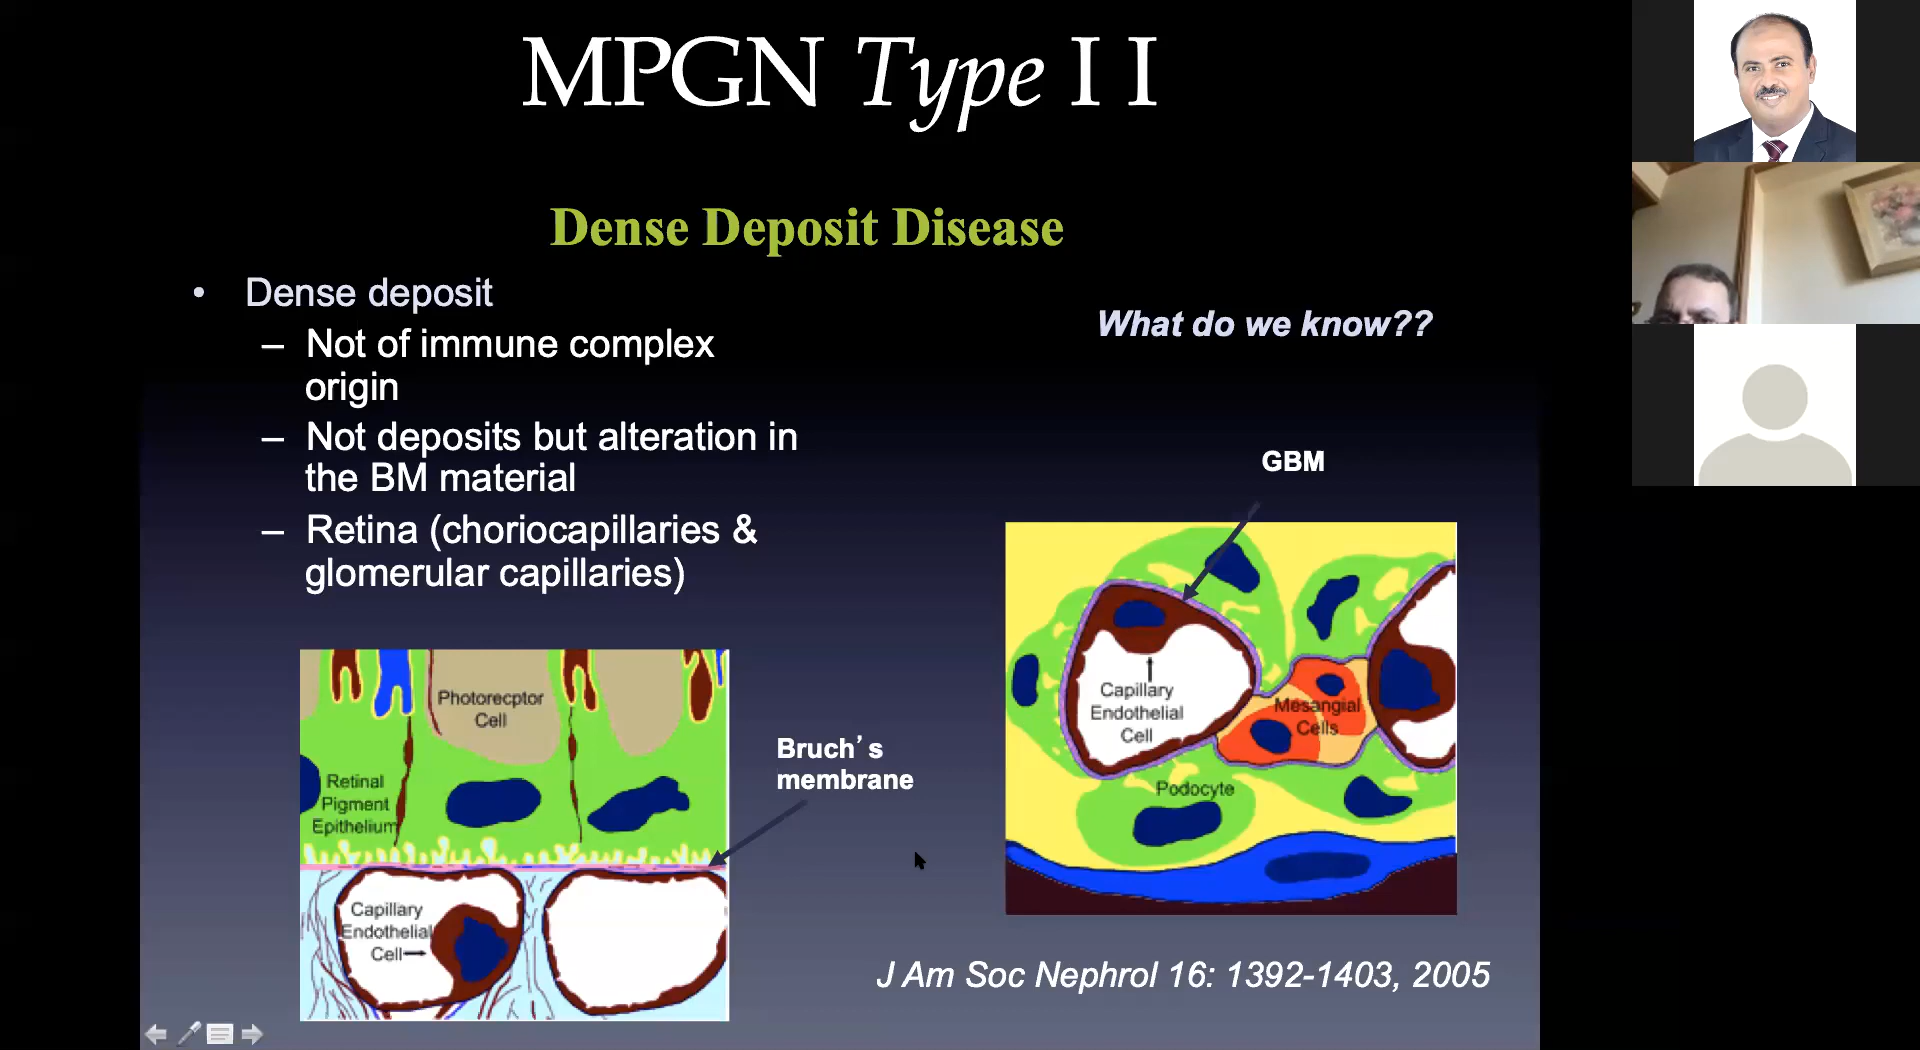 MPGN Type I I
Dense Deposit Disease
• Dense deposit
– Not of immune complex
origin
– Not deposits but alteration in
the BM material
– Retina (choriocapillaries &
glomerular capillaries)
What do we know??
GBM
Capillary
Endothelial
Cell
Mesangial
Cells
Podocyte
Photorecptor
Cell
Retinal
Pigment
Epithelium
Bruch's
membrane
Capillary
Endothelial
Cell
J Am Soc Nephrol 16: 1392-1403, 2005